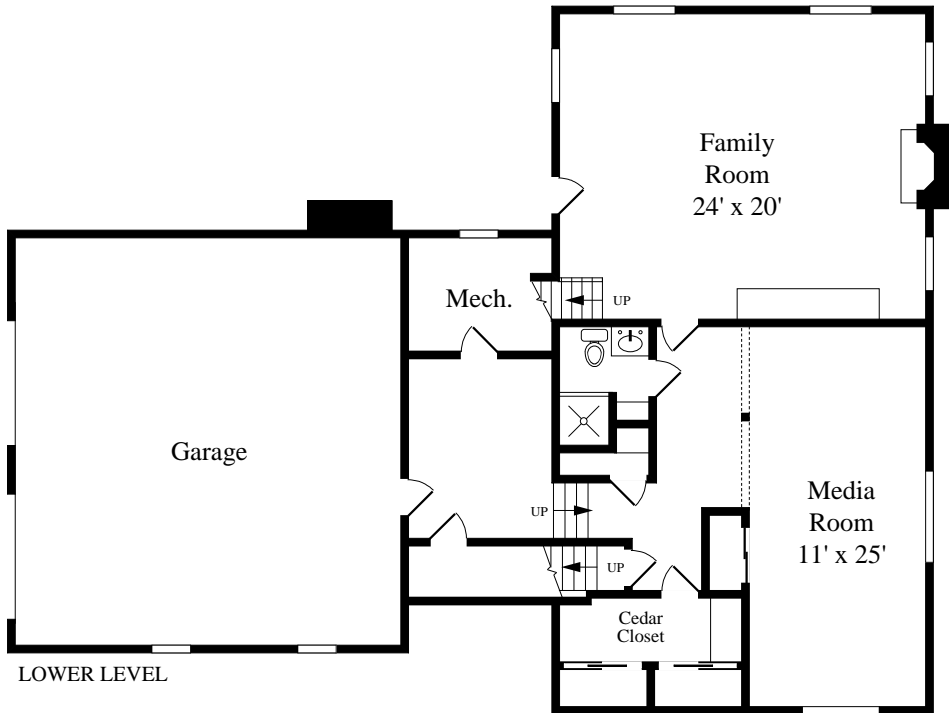 Family
Room
24' x 20'
Mech.
UP
Garage
Media
Room
11' x 25'
UP
UP
Cedar
Closet
LOWER LEVEL